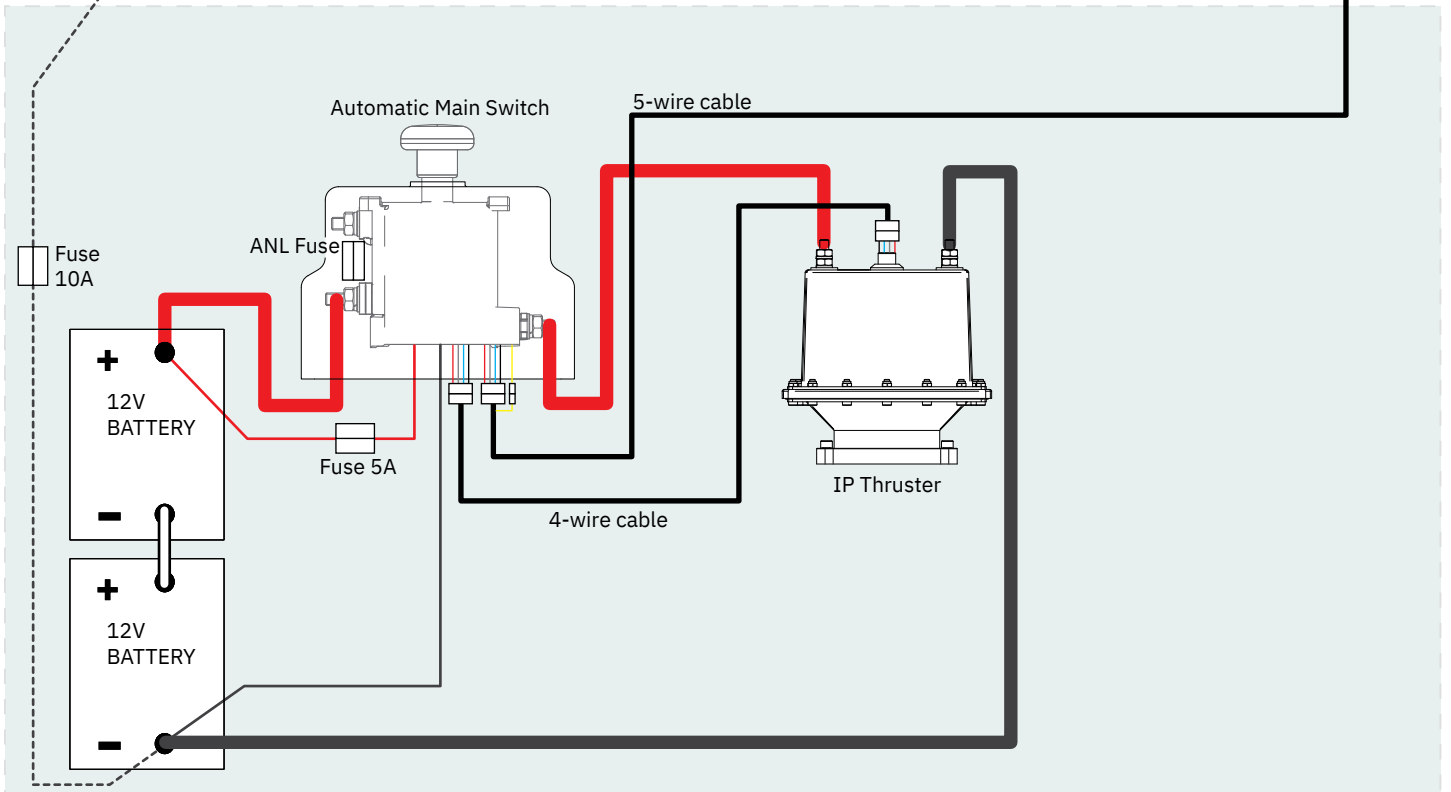 5-wire cable
Automatic Main Switch
ANL Fuse
Fuse
10A
+
12V
BATTERY
-
Fuse 5A
IP Thruster
4-wire cable
+
12V
BATTERY
-